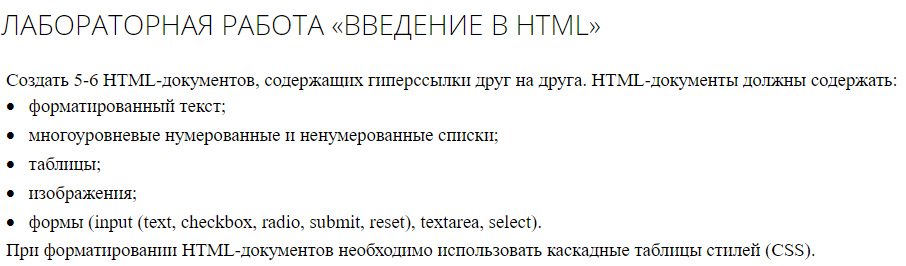 ЛАБОРАТОРНАЯ РАБОТА «ВВЕДЕНИЕ В HTML»
Создать 5-6 HTML-документов, содержащих гиперссылки друг на друга. HTML-документы должны содержать:
• форматированный текст;
• многоуровневые нумерованные и ненумерованные списки;
• таблицы;
• изображения;
• формы (input (text, checkbox, radio, submit, reset), textarea, select).
При форматировании HTML-документов необходимо использовать каскадные таблицы стилей (CSS).